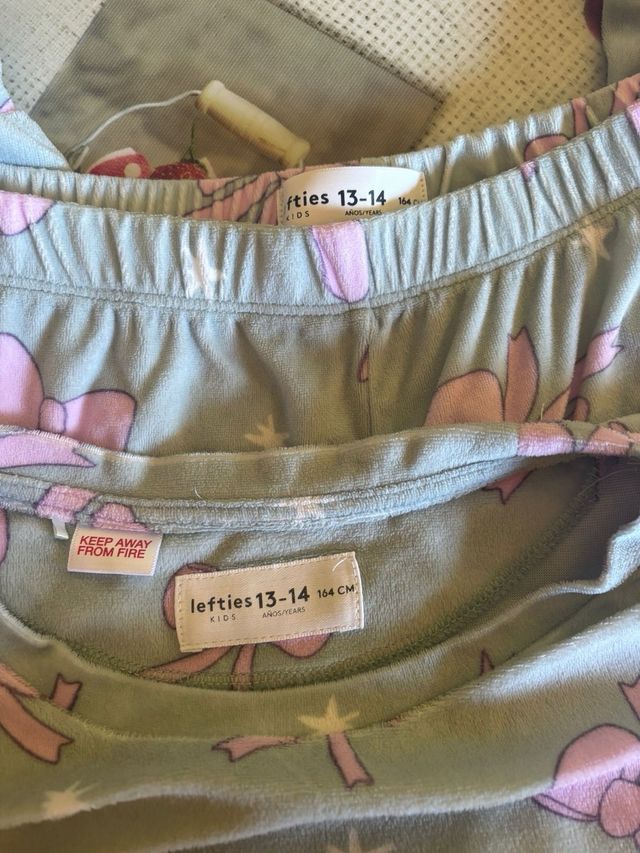 fties 13-14 164 CM
KIDS AÑOS/YEARS
KEEP AWAY
FROM FIRE
lefties 13-14 164 CM
KIDS AÑOS/YEARS